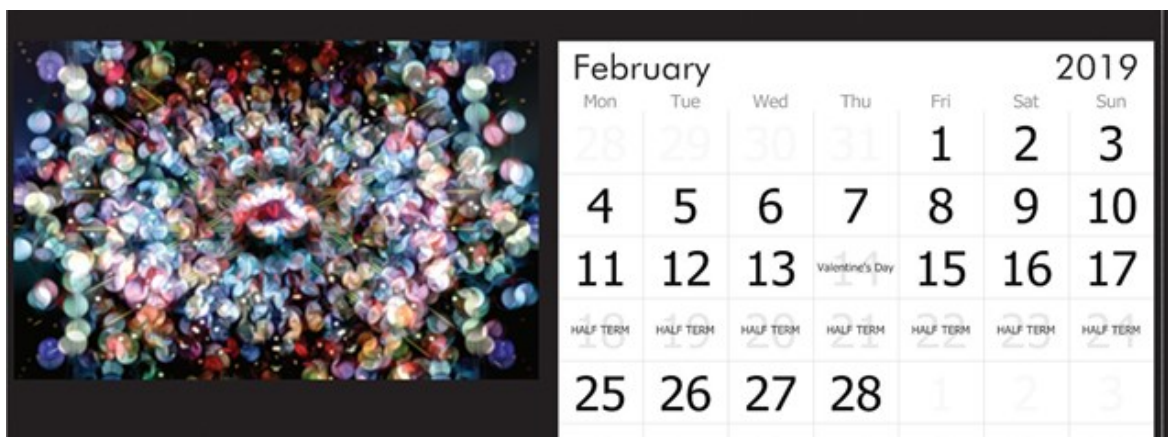 February 2019
Mon Tue Wed Thu Fri Sat Sun
28 29 30 31 1 2 3
4 5 6 7 8 9 10
11 12 13 14 Valentine's Day 15 16 17
18 HALF TERM 19 HALF TERM 20 HALF TERM 21 HALF TERM 22 HALF TERM 23 HALF TERM 24 HALF TERM
25 26 27 28 1 2 3